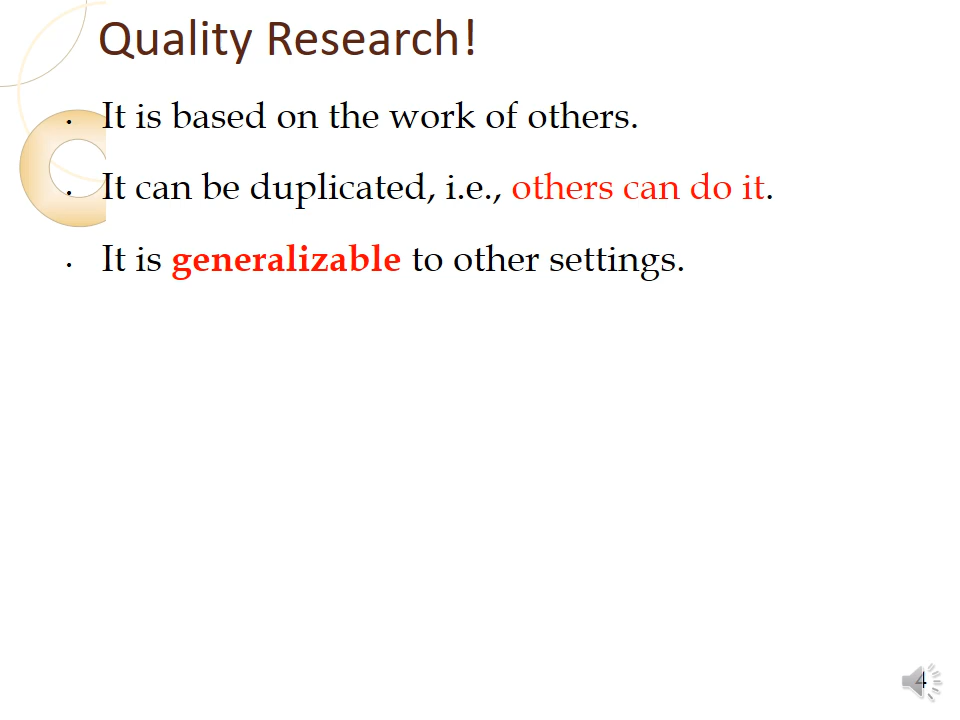 Quality Research!
• It is based on the work of others.
• It can be duplicated, i.e., others can do it.
• It is generalizable to other settings.
4